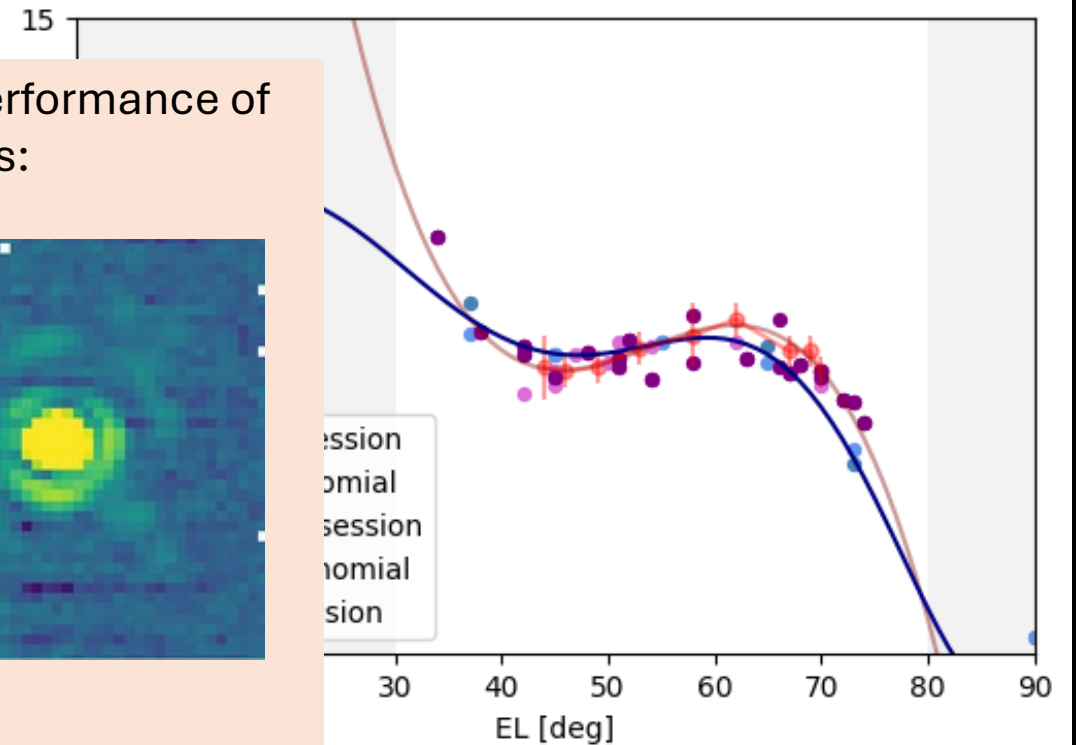 15
erformance of
s:
ession
omial
session
nomial
sion
30 40 50 60 70 80 90
EL [deg]